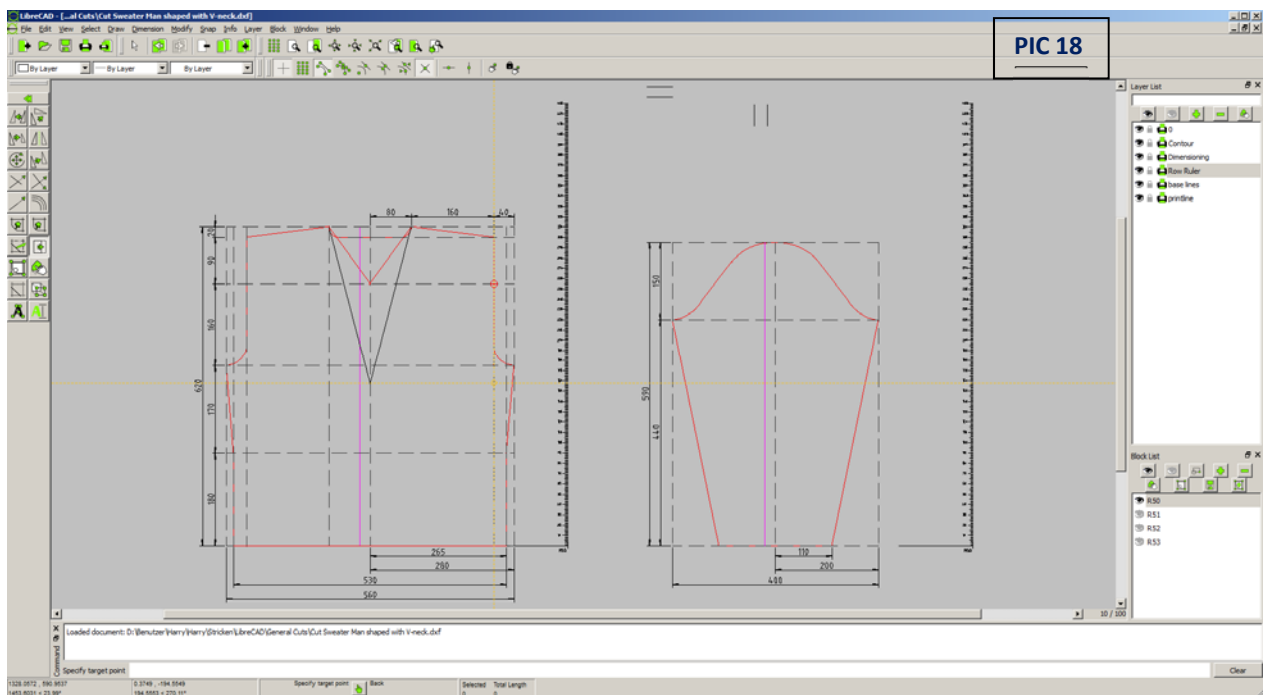 LibreCAD - [...al Cuts\Cut Sweater Man shaped with V-neck.dxf]
File Edit View Select Draw Dimension Modify Snap Info Layer Block Window Help
PIC 18
By Layer By Layer By Layer
Layer List
0
Contour
Dimensioning
Row Ruler
base lines
printline
80 160 40
20
90
160
620
170
180
265
280
530
560
150
590
440
110
200
400
Block List
R50
R51
R52
R53
10 / 100
Loaded document: D:\Benutzer\Harry\Harry\Stricken\LibreCAD\General Cuts\Cut Sweater Man shaped with V-neck.dxf
Command
Specify target point
Clear
Specify target point Back
Selected Total Length
0 0